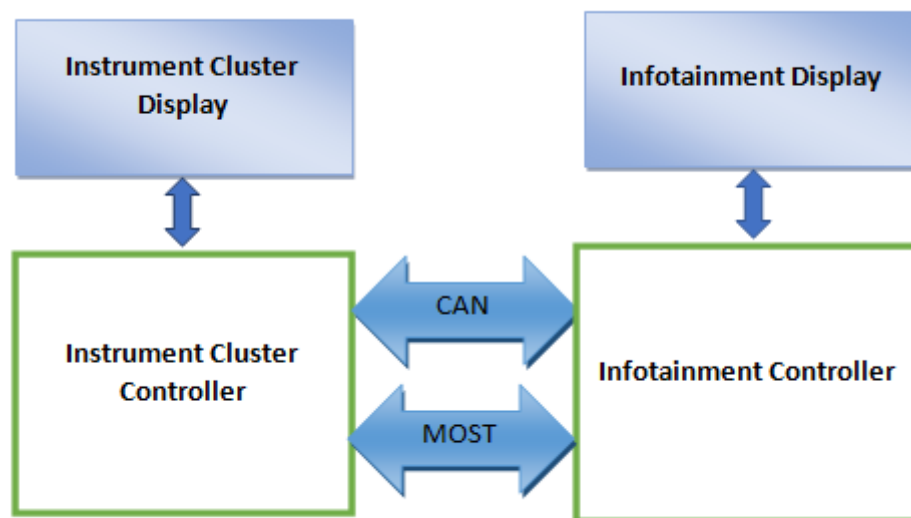 Instrument Cluster
Display
Infotainment Display
CAN
Instrument Cluster
Controller
Infotainment Controller
MOST